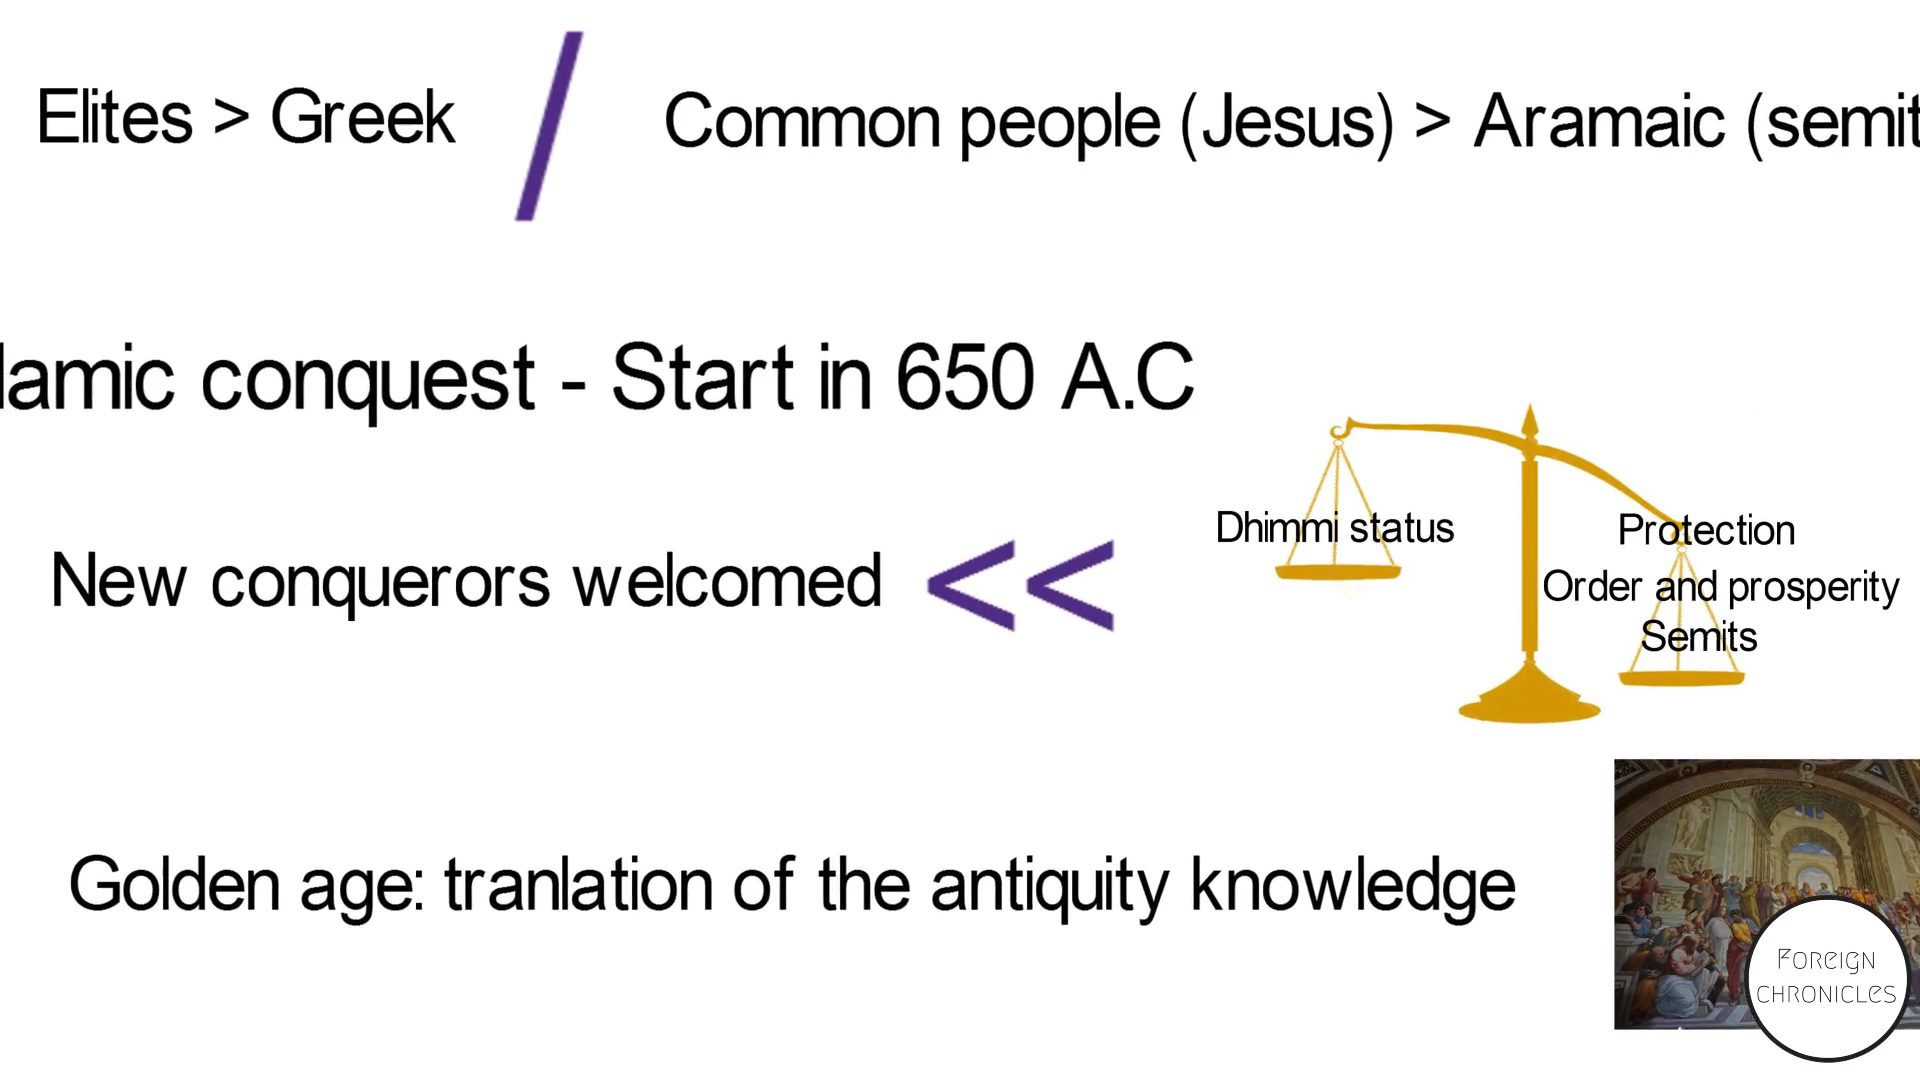 Elites > Greek / Common people (Jesus) > Aramaic (semit
lamic conquest - Start in 650 A.C
New conquerors welcomed <<
Dhimmi status
Protection
Order and prosperity
Semits
Golden age: tranlation of the antiquity knowledge
FOREIGN
CHRONICLES